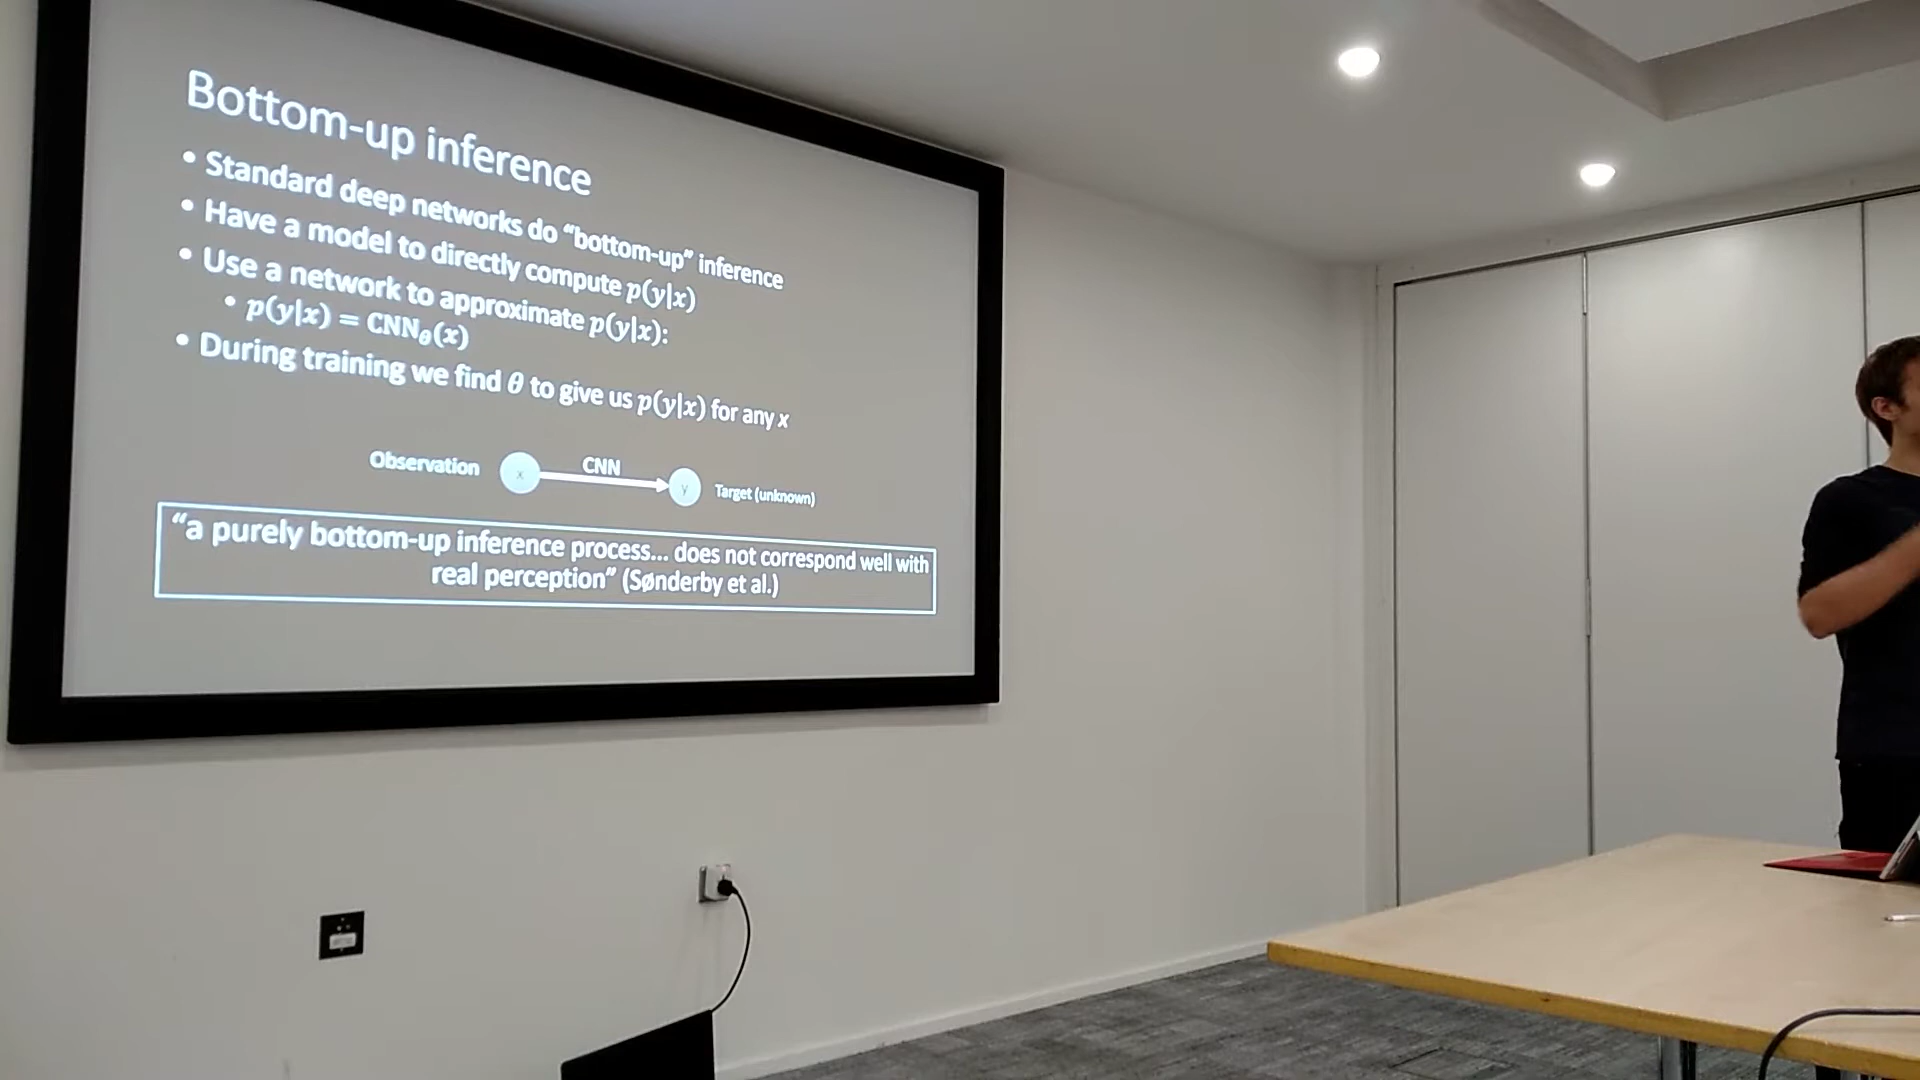 Bottom-up inference
• Standard deep networks do “bottom-up” inference
• Have a model to directly compute p(y|x)
• Use a network to approximate p(y|x):
• p(y|x) = CNNθ(x)
• During training we find θ to give us p(y|x) for any x
Observation x CNN y Target (unknown)
“a purely bottom-up inference process... does not correspond well with
real perception” (Sønderby et al.)